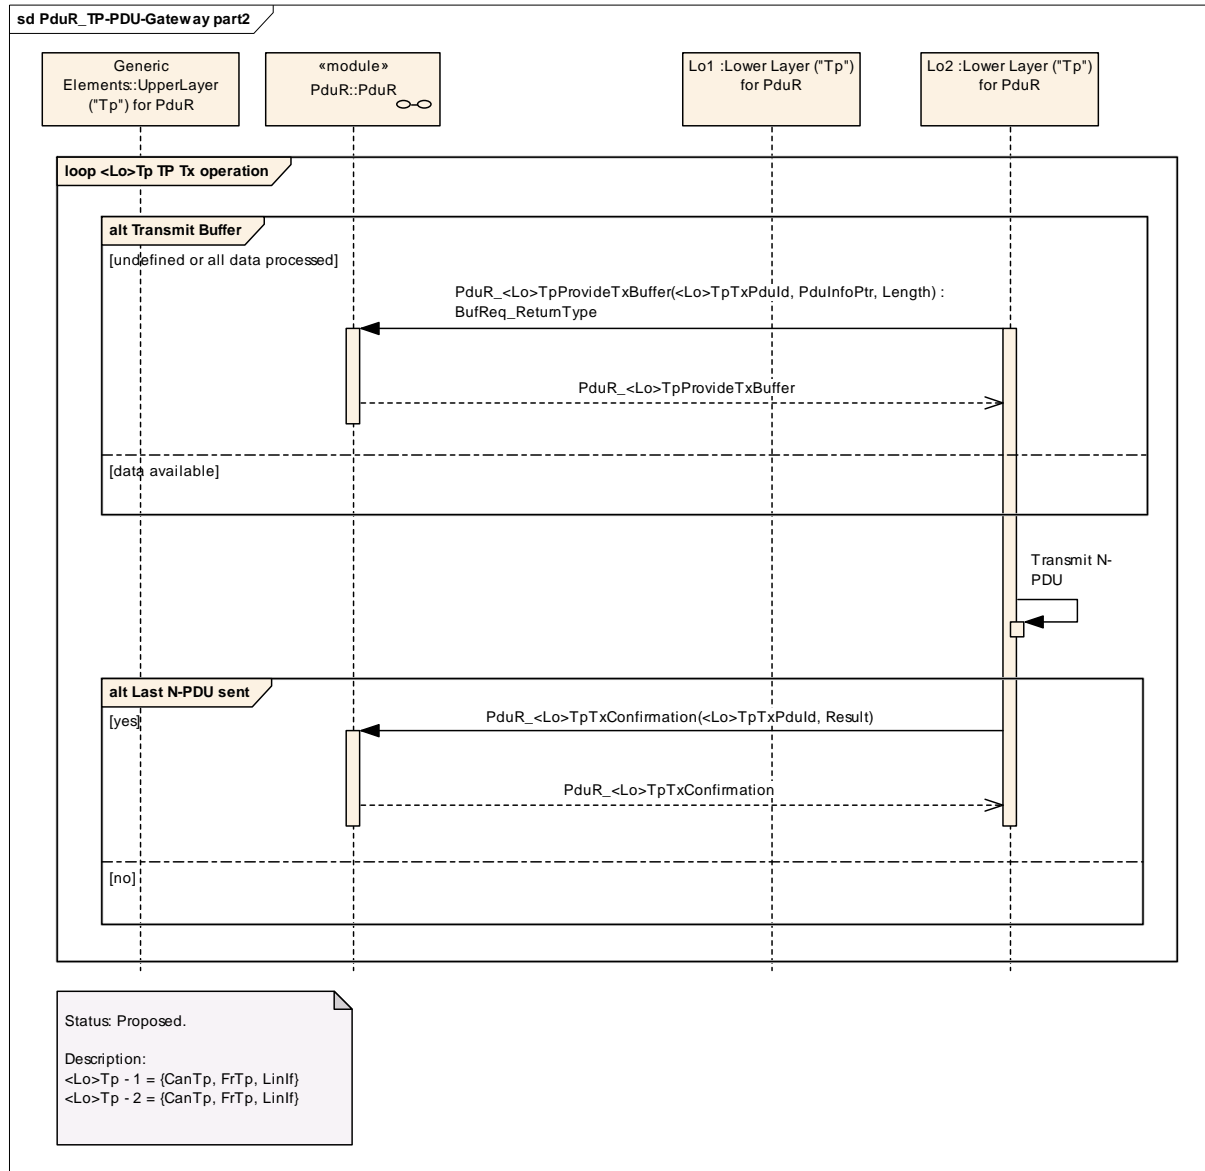 sd PduR_TP-PDU-Gateway part2
Generic
Elements::UpperLayer
("Tp") for PduR
«module»
PduR::PduR
Lo1 :Lower Layer ("Tp")
for PduR
Lo2 :Lower Layer ("Tp")
for PduR
loop <Lo>Tp TP Tx operation
alt Transmit Buffer
[undefined or all data processed]
PduR_<Lo>TpProvideTxBuffer(<Lo>TpTxPduId, PduInfoPtr, Length) :
BufReq_ReturnType
PduR_<Lo>TpProvideTxBuffer
[data available]
Transmit N-
PDU
alt Last N-PDU sent
[yes]
PduR_<Lo>TpTxConfirmation(<Lo>TpTxPduId, Result)
PduR_<Lo>TpTxConfirmation
[no]
Status: Proposed.
Description:
<Lo>Tp - 1 = {CanTp, FrTp, LinIf}
<Lo>Tp - 2 = {CanTp, FrTp, LinIf}